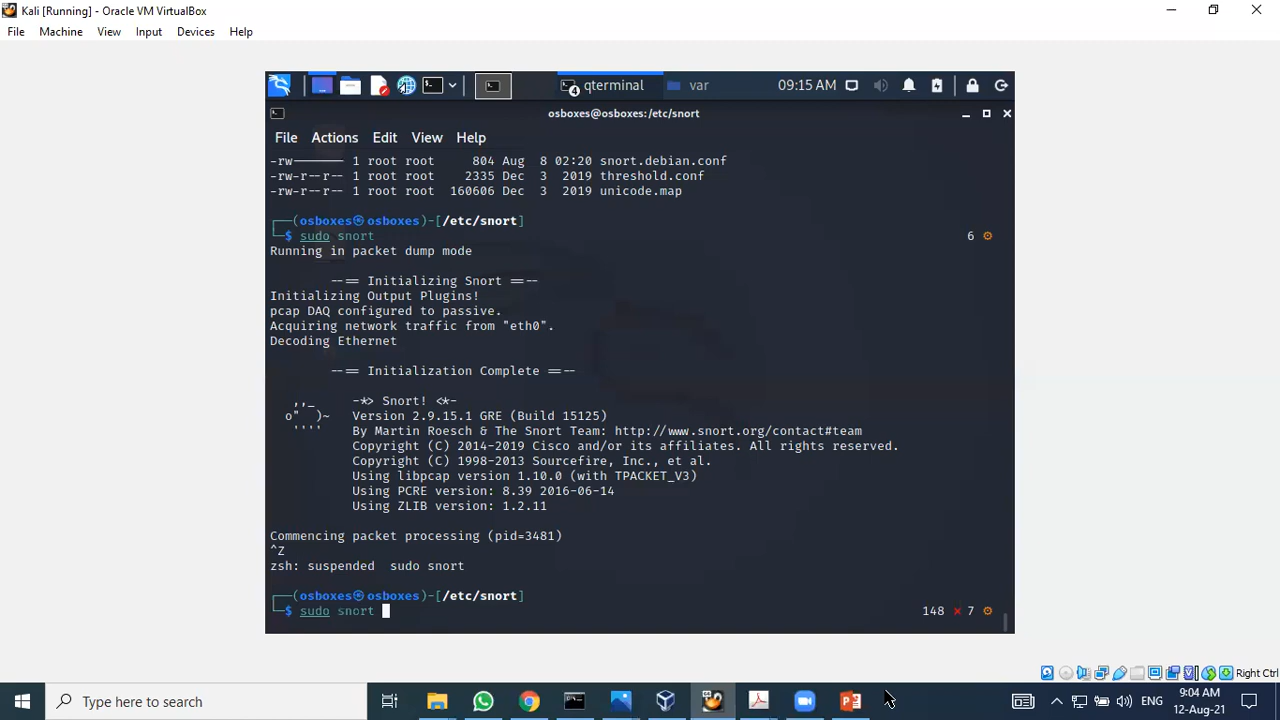 Kali [Running] - Oracle VM VirtualBox
File Machine View Input Devices Help
4 qterminal var 09:15 AM
osboxes@osboxes:/etc/snort
File Actions Edit View Help
-rw------- 1 root root 804 Aug 8 02:20 snort.debian.conf
-rw-r--r-- 1 root root 2335 Dec 3 2019 threshold.conf
-rw-r--r-- 1 root root 160606 Dec 3 2019 unicode.map
┌──(osboxes㉿osboxes)-[/etc/snort]
└─$ sudo snort 6 ⚙
Running in packet dump mode
--== Initializing Snort ==--
Initializing Output Plugins!
pcap DAQ configured to passive.
Acquiring network traffic from "eth0".
Decoding Ethernet
--== Initialization Complete ==--
,,_ -*> Snort! <*-
o" )~ Version 2.9.15.1 GRE (Build 15125)
'''' By Martin Roesch & The Snort Team: http://www.snort.org/contact#team
Copyright (C) 2014-2019 Cisco and/or its affiliates. All rights reserved.
Copyright (C) 1998-2013 Sourcefire, Inc., et al.
Using libpcap version 1.10.0 (with TPACKET_V3)
Using PCRE version: 8.39 2016-06-14
Using ZLIB version: 1.2.11
Commencing packet processing (pid=3481)
^Z
zsh: suspended sudo snort
┌──(osboxes㉿osboxes)-[/etc/snort]
└─$ sudo snort 148 ⨯ 7 ⚙
Right Ctrl
Type here to search
ENG
9:04 AM
12-Aug-21